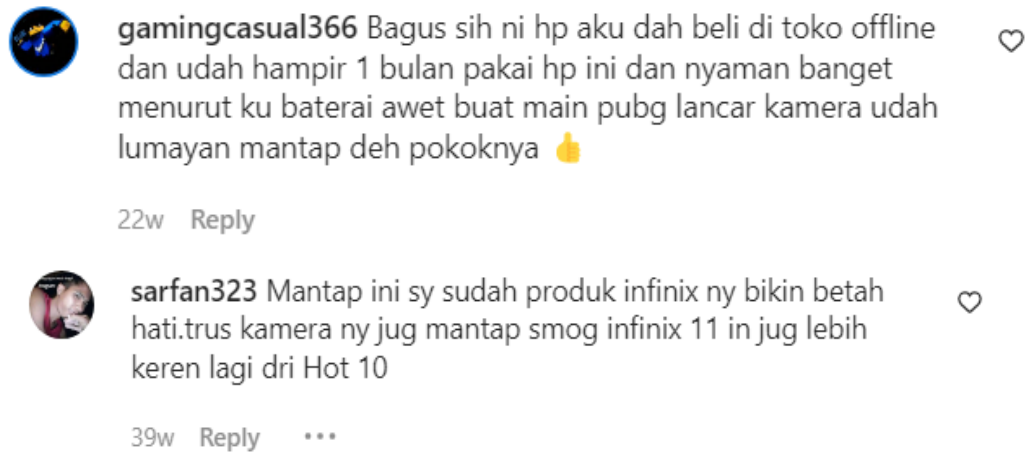 gamingcasual366 Bagus sih ni hp aku dah beli di toko offline
dan udah hampir 1 bulan pakai hp ini dan nyaman banget
menurut ku baterai awet buat main pubg lancar kamera udah
lumayan mantap deh pokoknya 👍
22w Reply
sarfan323 Mantap ini sy sudah produk infinix ny bikin betah
hati.trus kamera ny jug mantap smog infinix 11 in jug lebih
keren lagi dri Hot 10
39w Reply •••